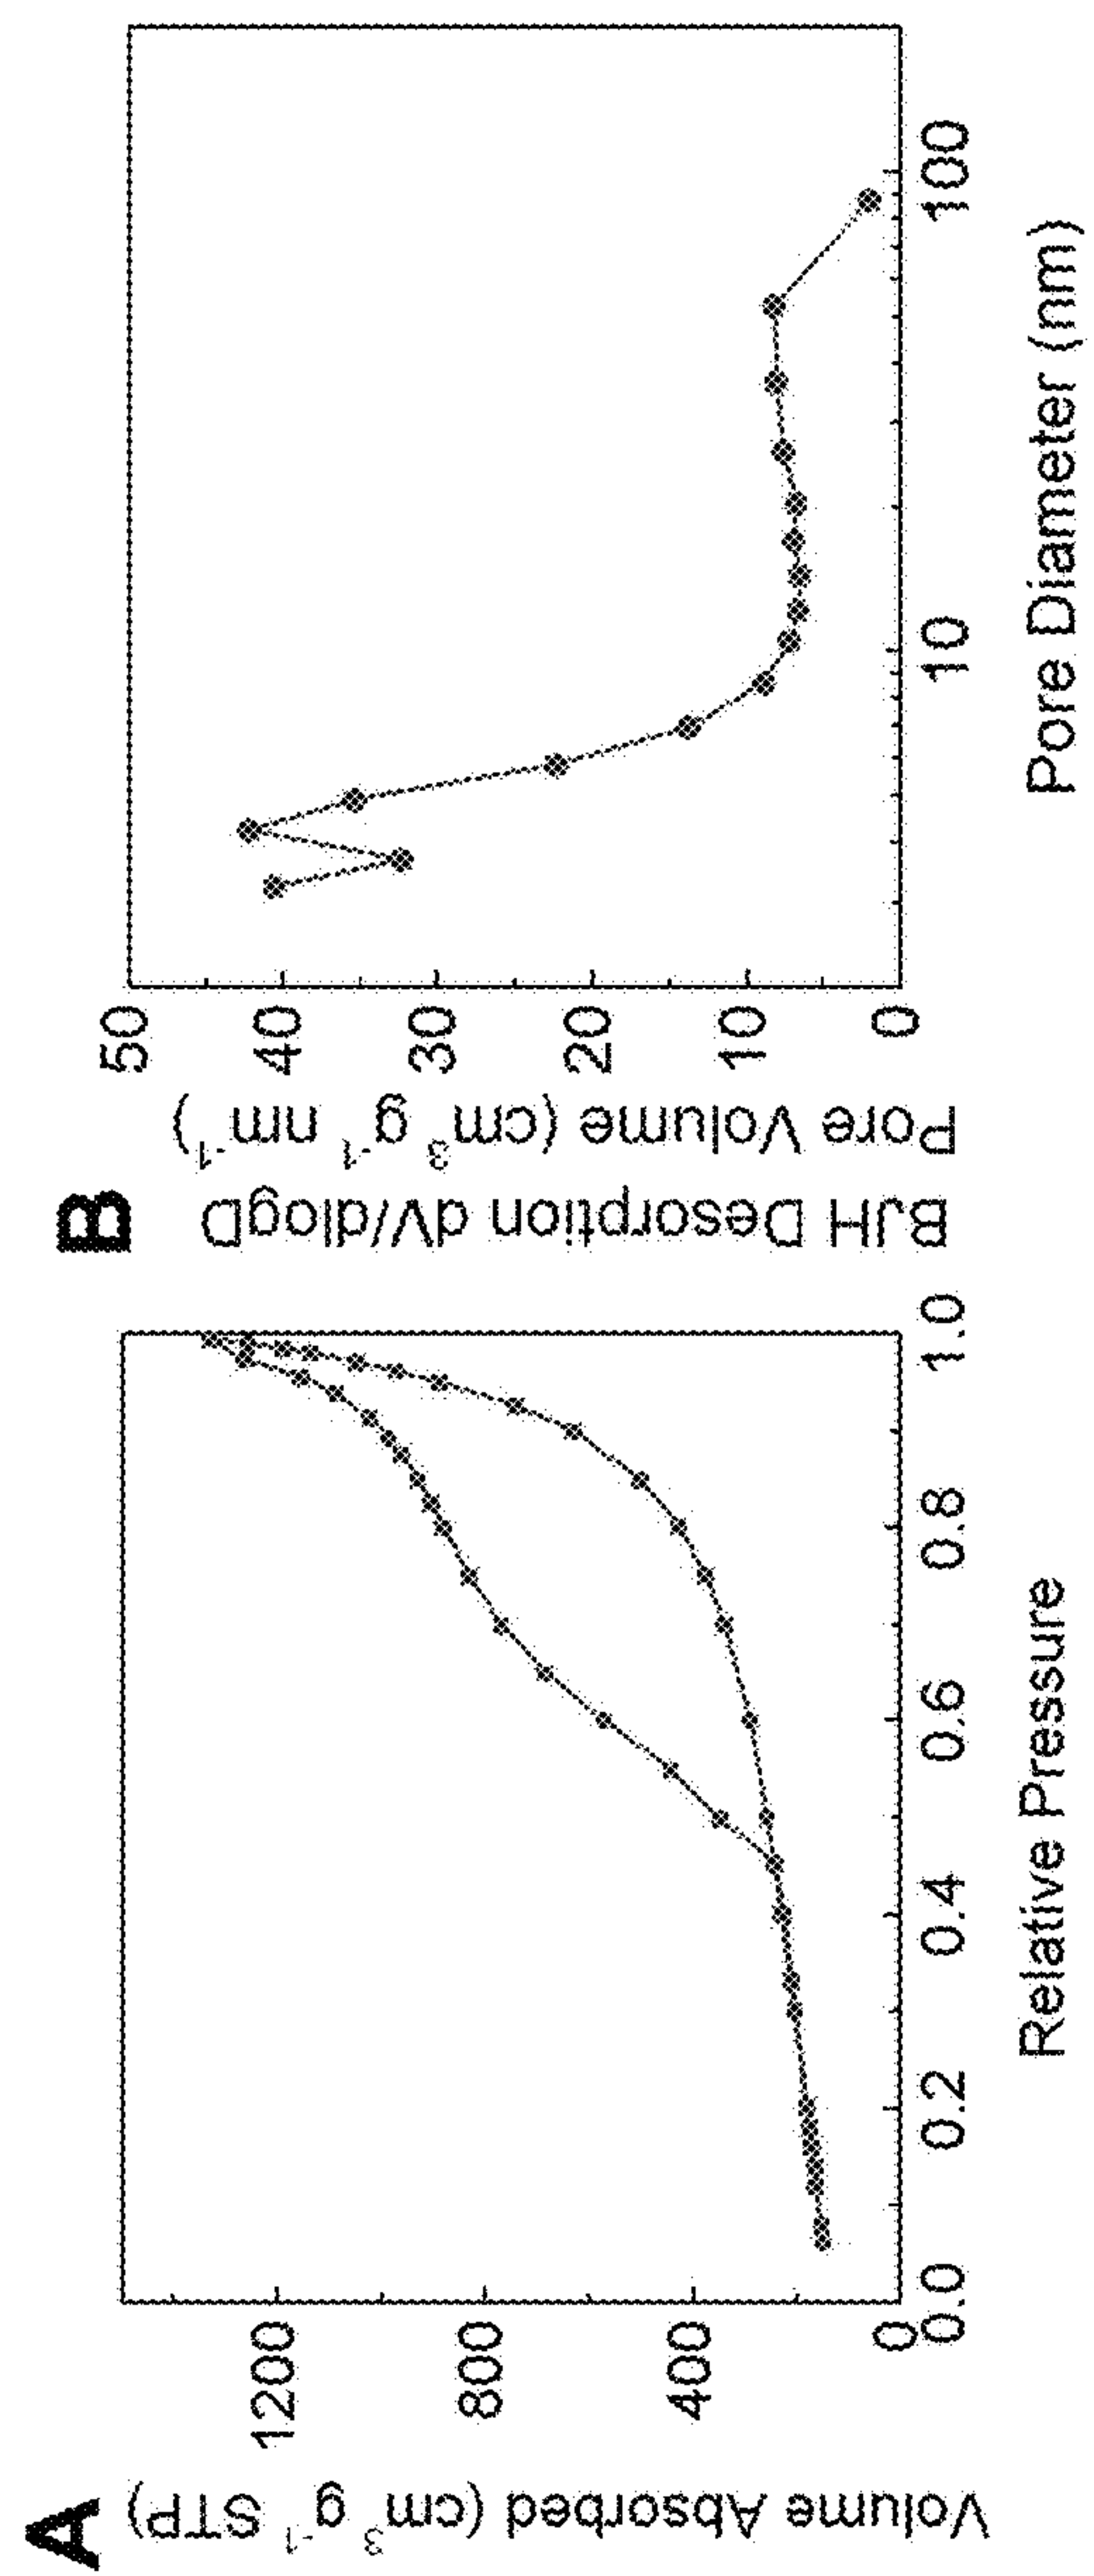 A
Volume Absorbed (cm³ g⁻¹ STP)
1200
800
400
0
0.0 0.2 0.4 0.6 0.8 1.0
Relative Pressure
B
BJH Desorption dV/dlogD
Pore Volume (cm³ g⁻¹ nm⁻¹)
50
40
30
20
10
0
10 100
Pore Diameter (nm)